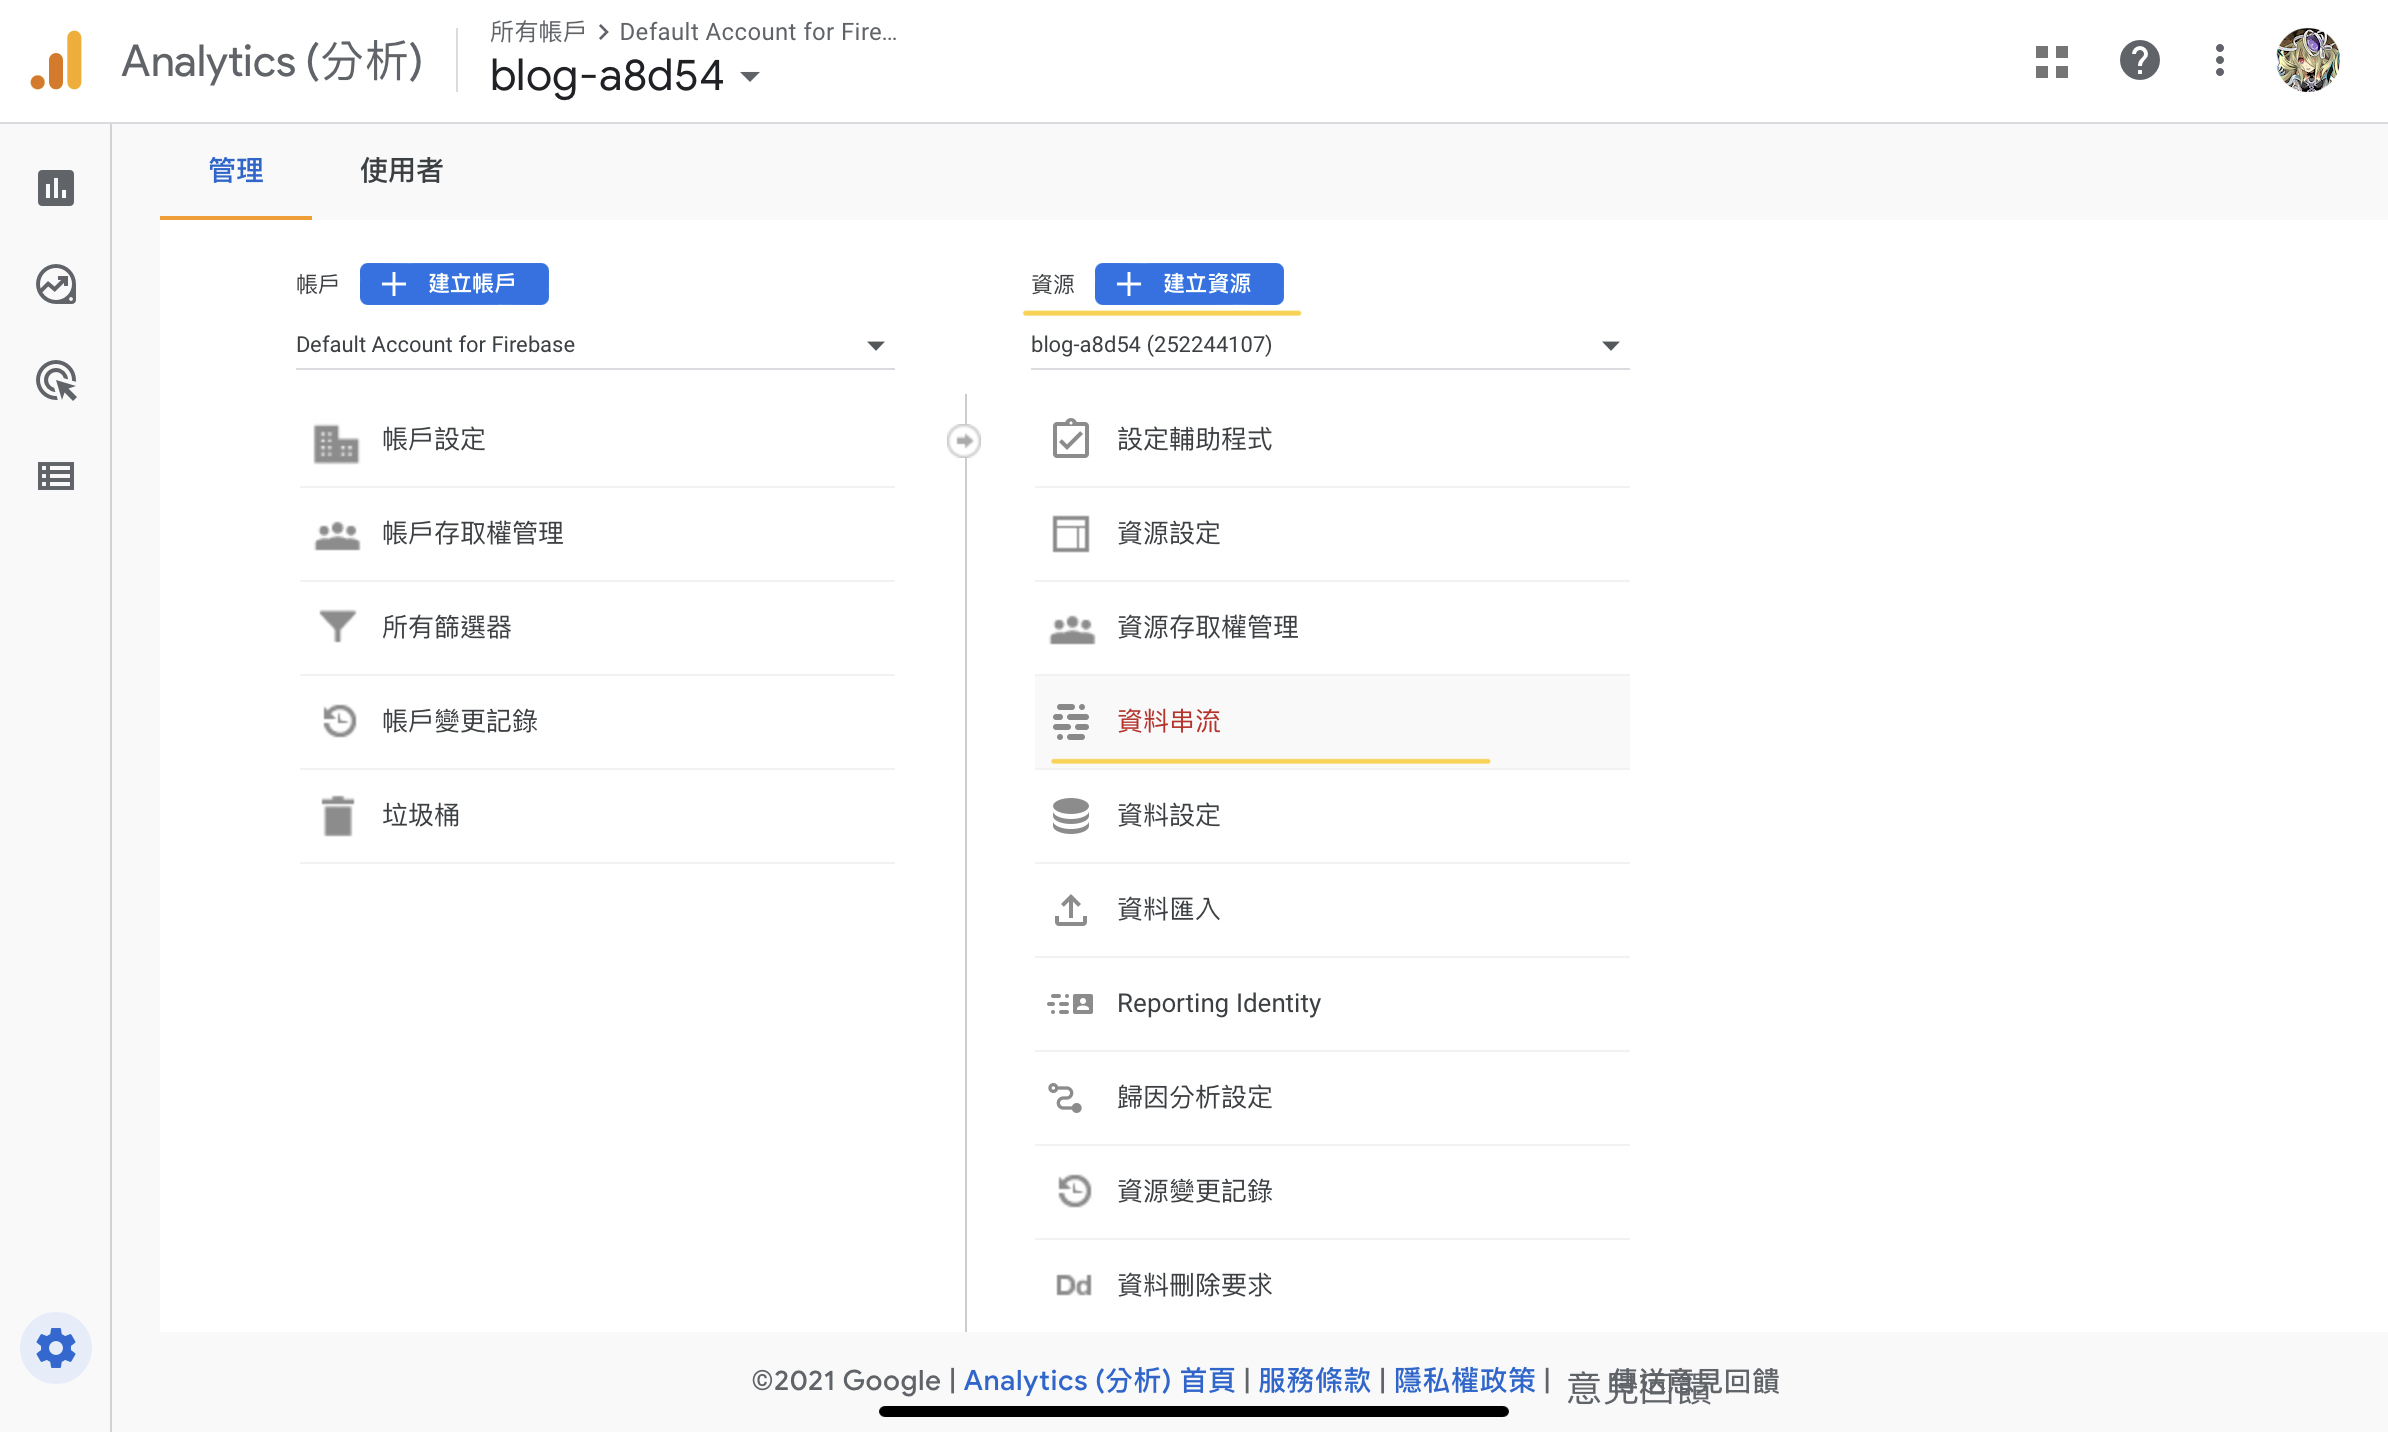 Analytics (分析)
所有帳戶 > Default Account for Fire...
blog-a8d54
管理
使用者
帳戶
建立帳戶
Default Account for Firebase
帳戶設定
帳戶存取權管理
所有篩選器
帳戶變更記錄
垃圾桶
資源
建立資源
blog-a8d54 (252244107)
設定輔助程式
資源設定
資源存取權管理
資料串流
資料設定
資料匯入
Reporting Identity
歸因分析設定
資源變更記錄
Dd 資料刪除要求
©2021 Google | Analytics (分析) 首頁 | 服務條款 | 隱私權政策 | 傳送意見回饋
意見回饋